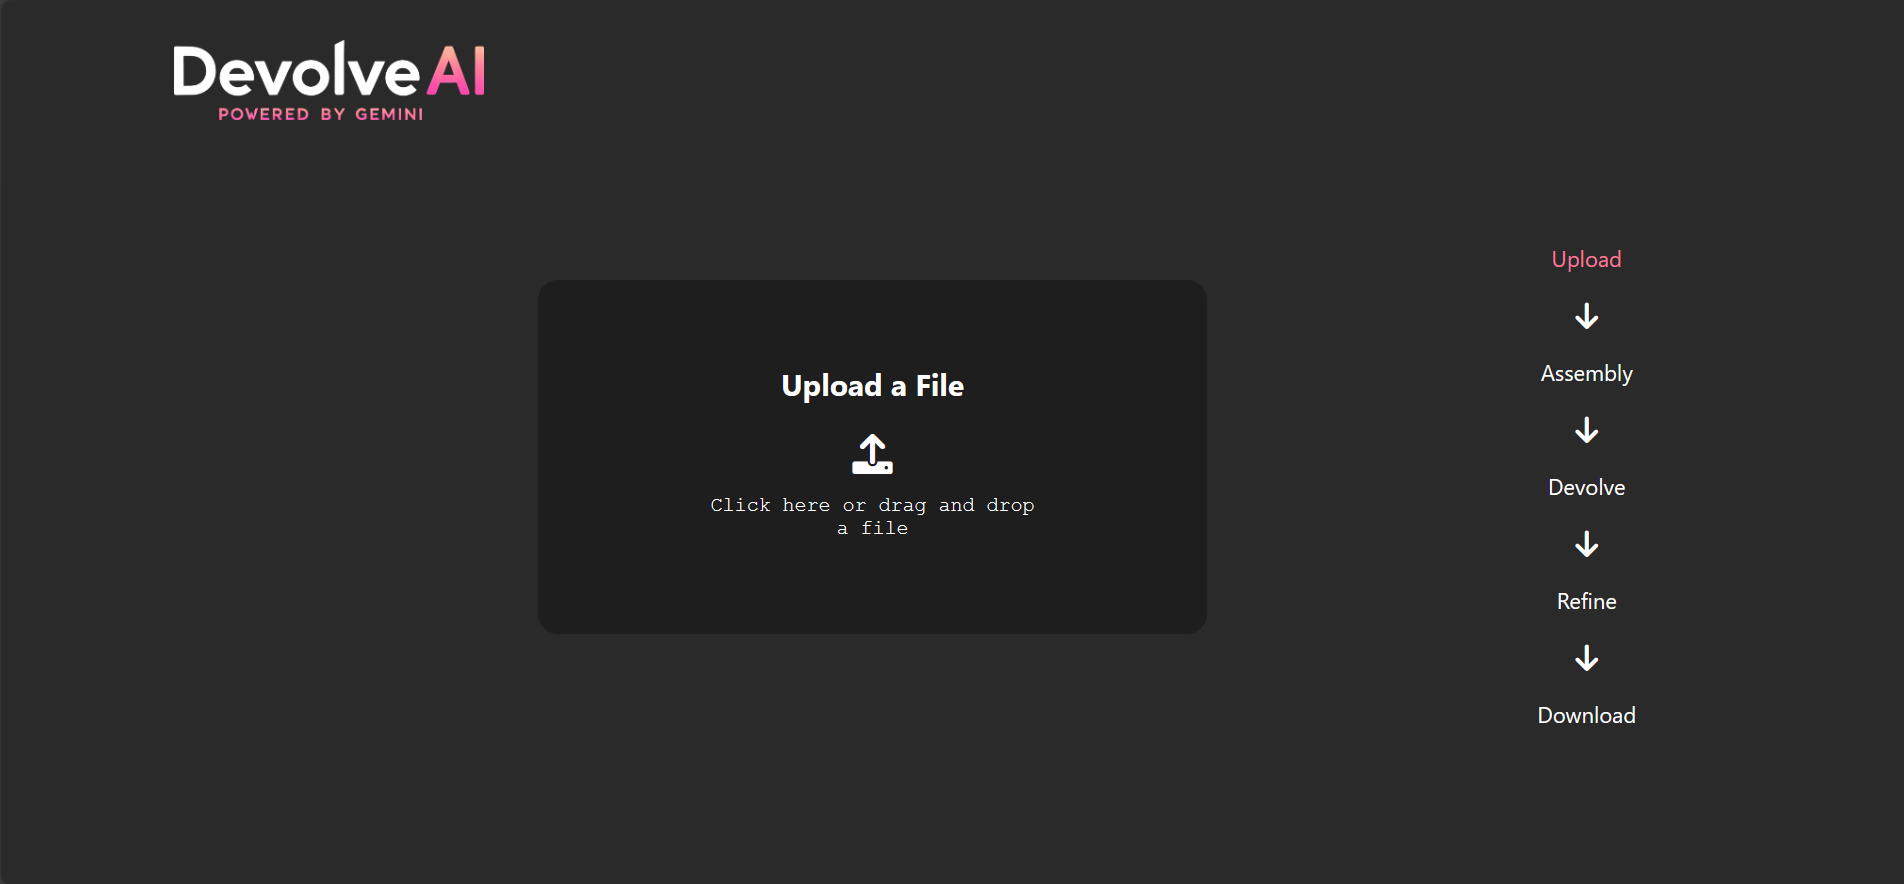 DevolveAI
POWERED BY GEMINI
Upload a File
Click here or drag and drop
a file
Upload
Assembly
Devolve
Refine
Download